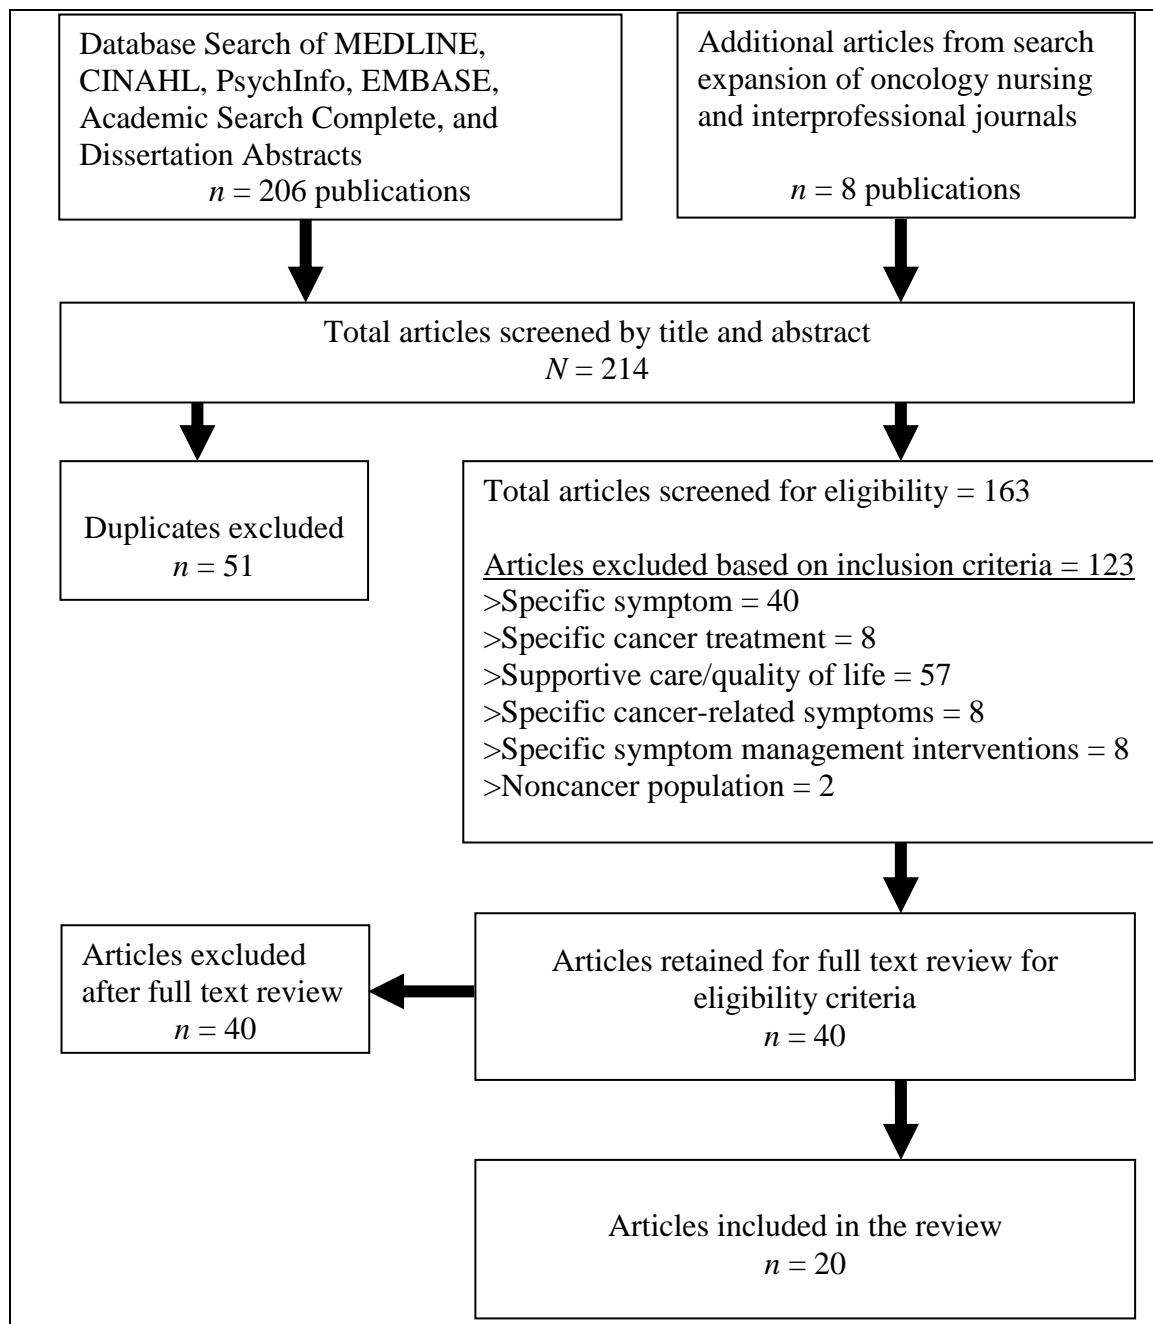 Database Search of MEDLINE,
CINAHL, PsychInfo, EMBASE,
Academic Search Complete, and
Dissertation Abstracts
n = 206 publications
Additional articles from search
expansion of oncology nursing
and interprofessional journals
n = 8 publications
Total articles screened by title and abstract
N = 214
Duplicates excluded
n = 51
Total articles screened for eligibility = 163
Articles excluded based on inclusion criteria = 123
>Specific symptom = 40
>Specific cancer treatment = 8
>Supportive care/quality of life = 57
>Specific cancer-related symptoms = 8
>Specific symptom management interventions = 8
>Noncancer population = 2
Articles excluded
after full text review
n = 40
Articles retained for full text review for
eligibility criteria
n = 40
Articles included in the review
n = 20